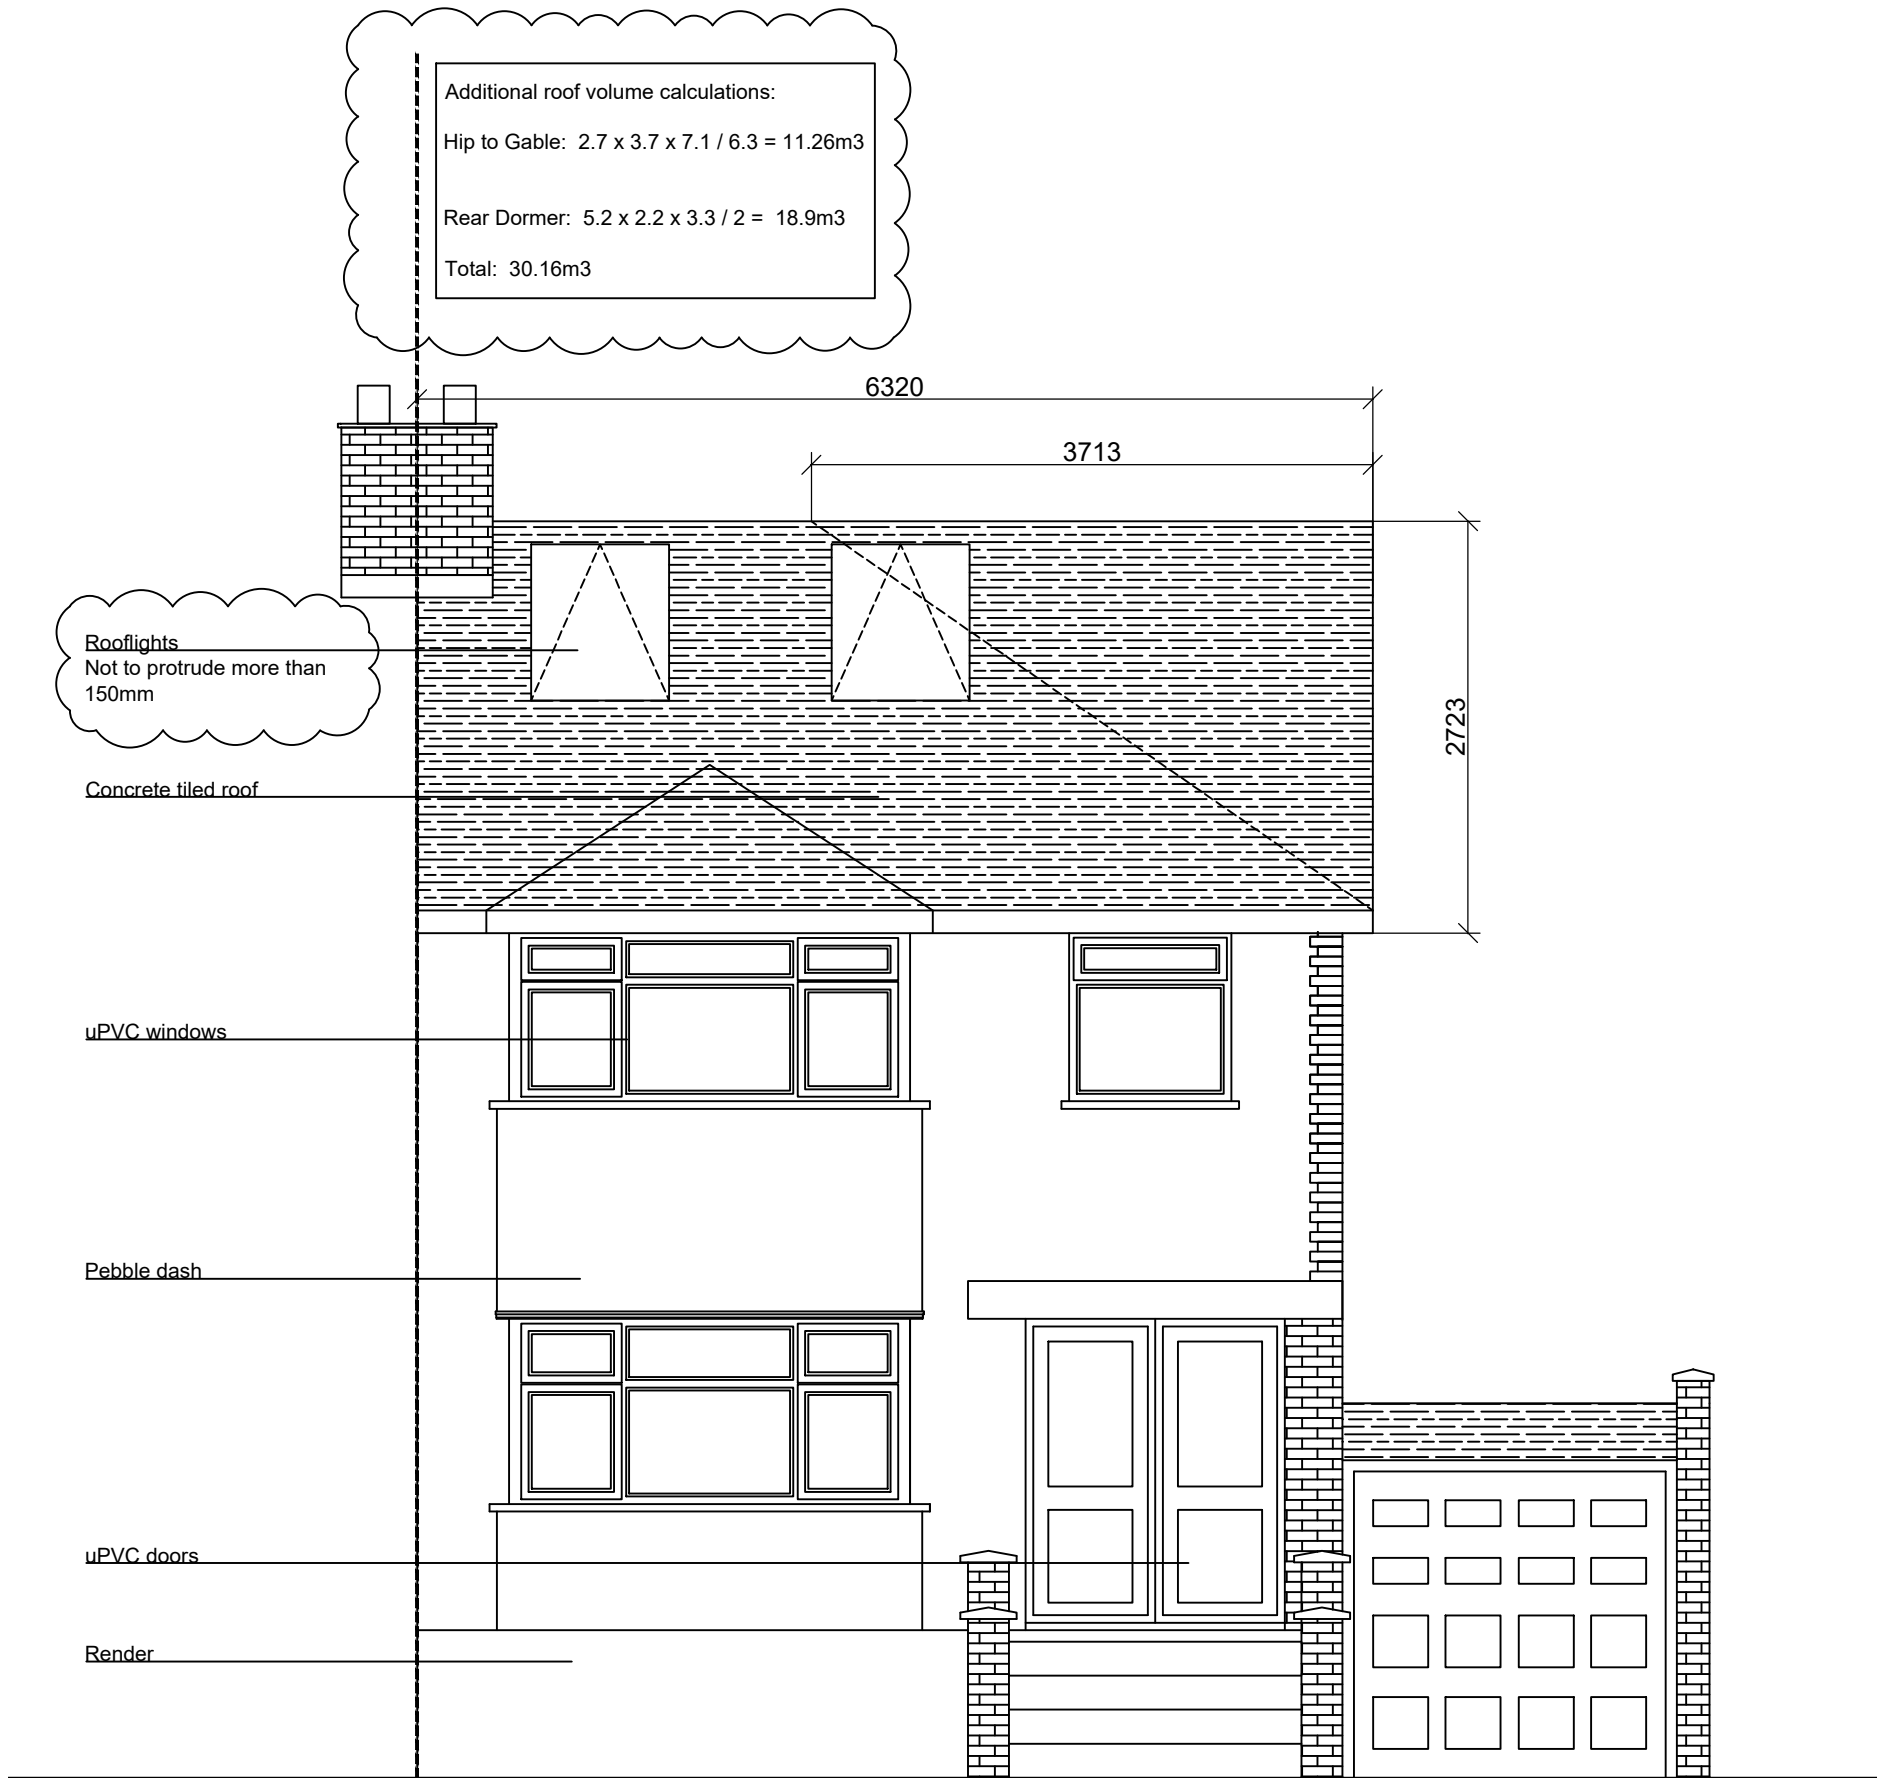 Additional roof volume calculations:
Hip to Gable: 2.7 x 3.7 x 7.1 / 6.3 = 11.26m3
Rear Dormer: 5.2 x 2.2 x 3.3 / 2 = 18.9m3
Total: 30.16m3
6320
3713
2723
Rooflights
Not to protrude more than
150mm
Concrete tiled roof
uPVC windows
Pebble dash
uPVC doors
Render